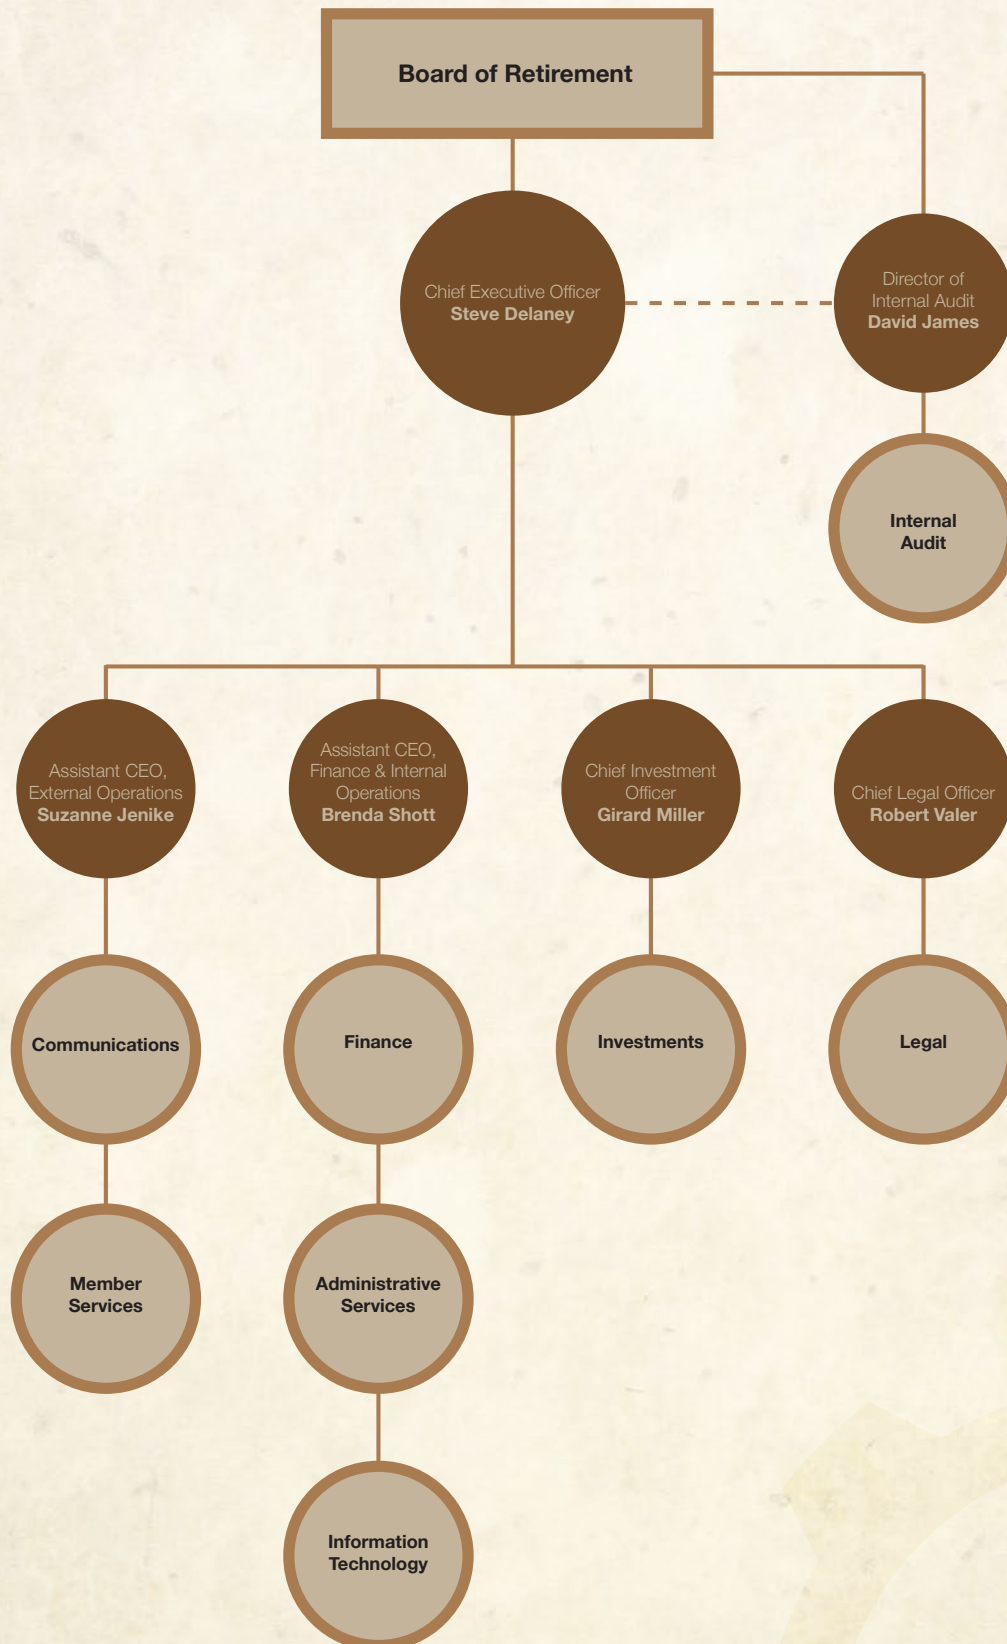 Board of Retirement
Chief Executive Officer
Steve Delaney
Director of
Internal Audit
David James
Internal
Audit
Assistant CEO,
External Operations
Suzanne Jenike
Assistant CEO,
Finance & Internal
Operations
Brenda Shott
Chief Investment
Officer
Girard Miller
Chief Legal Officer
Robert Valer
Communications
Finance
Investments
Legal
Member
Services
Administrative
Services
Information
Technology